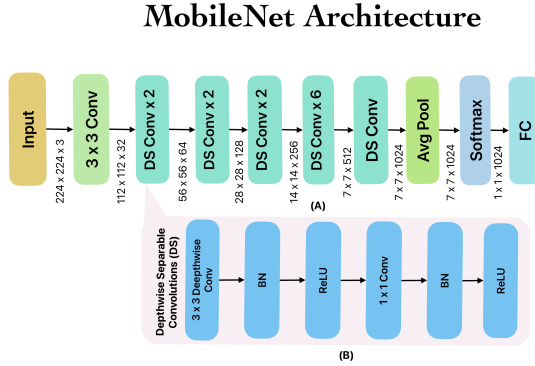 MobileNet Architecture
Input
224 x 224 x 3
3 x 3 Conv
112 x 112 x 32
DS Conv x 2
56 x 56 x 64
DS Conv x 2
28 x 28 x 128
DS Conv x 2
14 x 14 x 256
DS Conv x 6
7 x 7 x 512
DS Conv
7 x 7 x 1024
Avg Pool
7 x 7 x 1024
Softmax
1 x 1 x 1024
FC
(A)
Depthwise Separable
Convolutions (DS)
3 x 3 Deepthwise
Conv
BN
ReLU
1 x 1 Conv
BN
ReLU
(B)